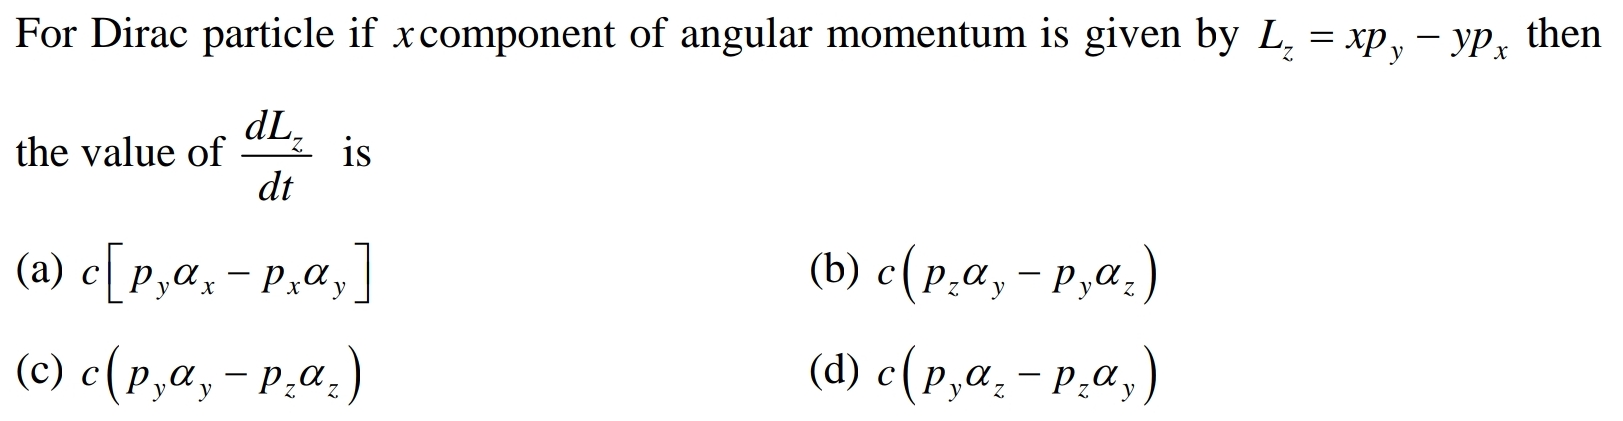 For Dirac particle if x component of angular momentum is given by L_z = xp_y − yp_x then
the value of \frac{dL_z}{dt} is
(a) c[p_yα_x − p_xα_y] (b) c(p_zα_y − p_yα_z)
(c) c(p_yα_y − p_zα_z) (d) c(p_yα_z − p_zα_y)